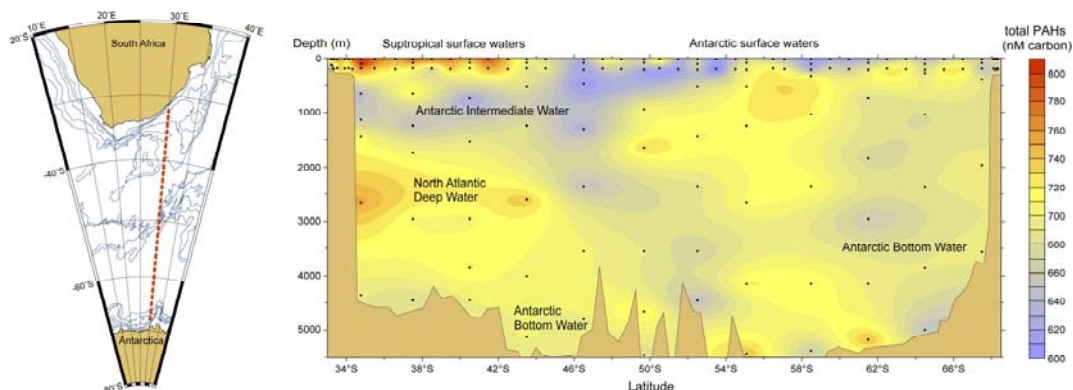 10°E
20°E
30°E
40°E
20°S
South Africa
-40°S
-60°S
Antarctica
80°S
Depth (m)
Suptropical surface waters
Antarctic surface waters
total PAHs
(nM carbon)
0
1000
2000
3000
4000
5000
Antarctic Intermediate Water
North Atlantic
Deep Water
Antarctic
Bottom Water
Antarctic Bottom Water
34°S
38°S
42°S
46°S
50°S
54°S
58°S
62°S
66°S
Latitude
800
780
760
740
720
700
680
660
640
620
600